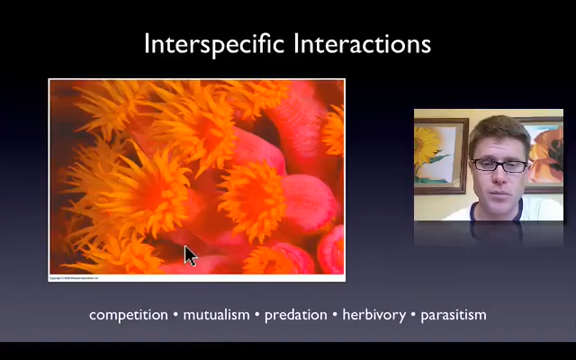 Interspecific Interactions
competition • mutualism • predation • herbivory • parasitism